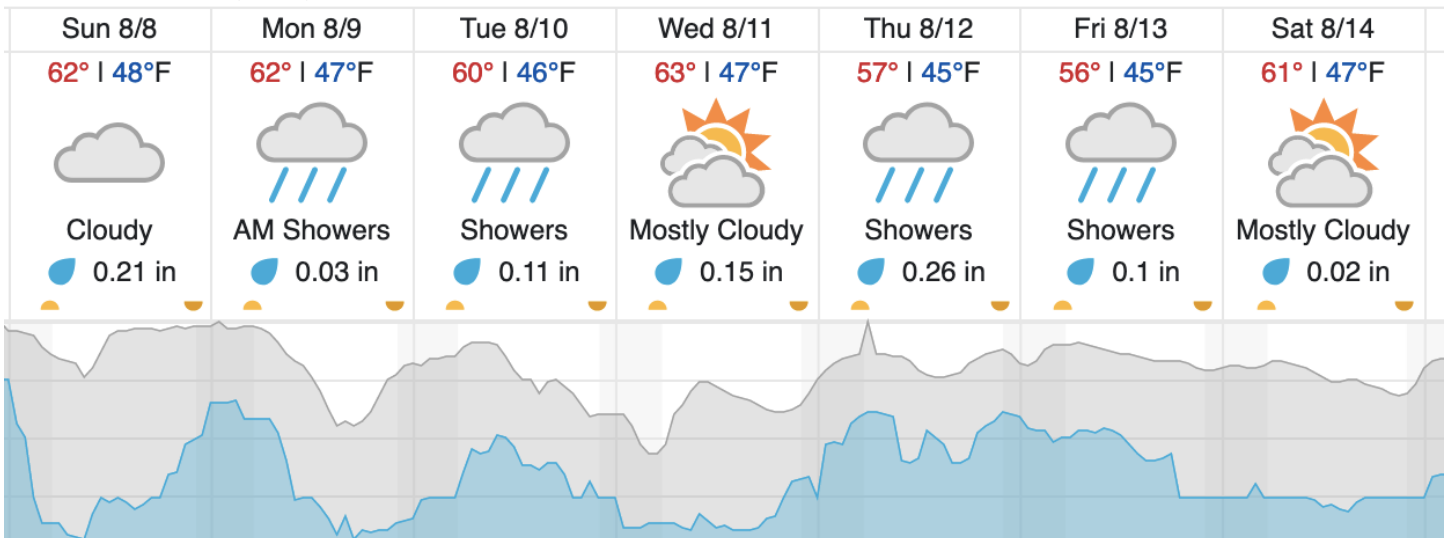 Sun 8/8 Mon 8/9 Tue 8/10 Wed 8/11 Thu 8/12 Fri 8/13 Sat 8/14
62° | 48°F 62° | 47°F 60° | 46°F 63° | 47°F 57° | 45°F 56° | 45°F 61° | 47°F
Cloudy AM Showers Showers Mostly Cloudy Showers Showers Mostly Cloudy
0.21 in 0.03 in 0.11 in 0.15 in 0.26 in 0.1 in 0.02 in